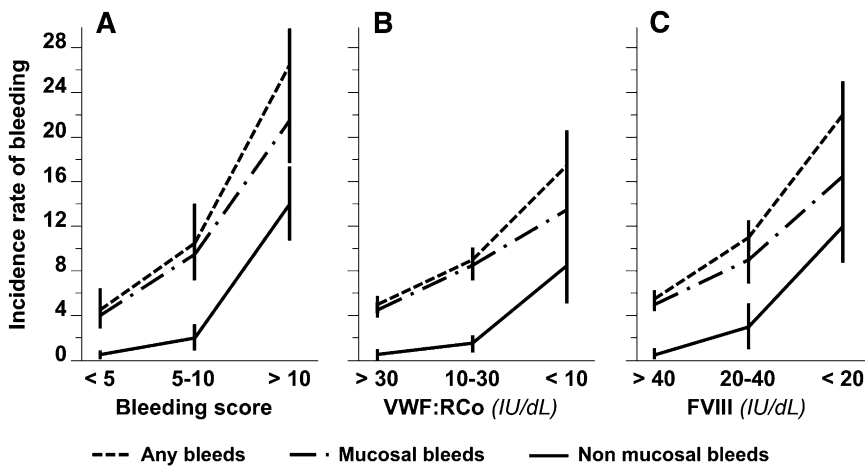 A
B
C
Incidence rate of bleeding
28
24
20
16
12
8
4
0
< 5 5-10 > 10
Bleeding score
> 30 10-30 < 10
VWF:RCo (IU/dL)
> 40 20-40 < 20
FVIII (IU/dL)
Any bleeds Mucosal bleeds Non mucosal bleeds